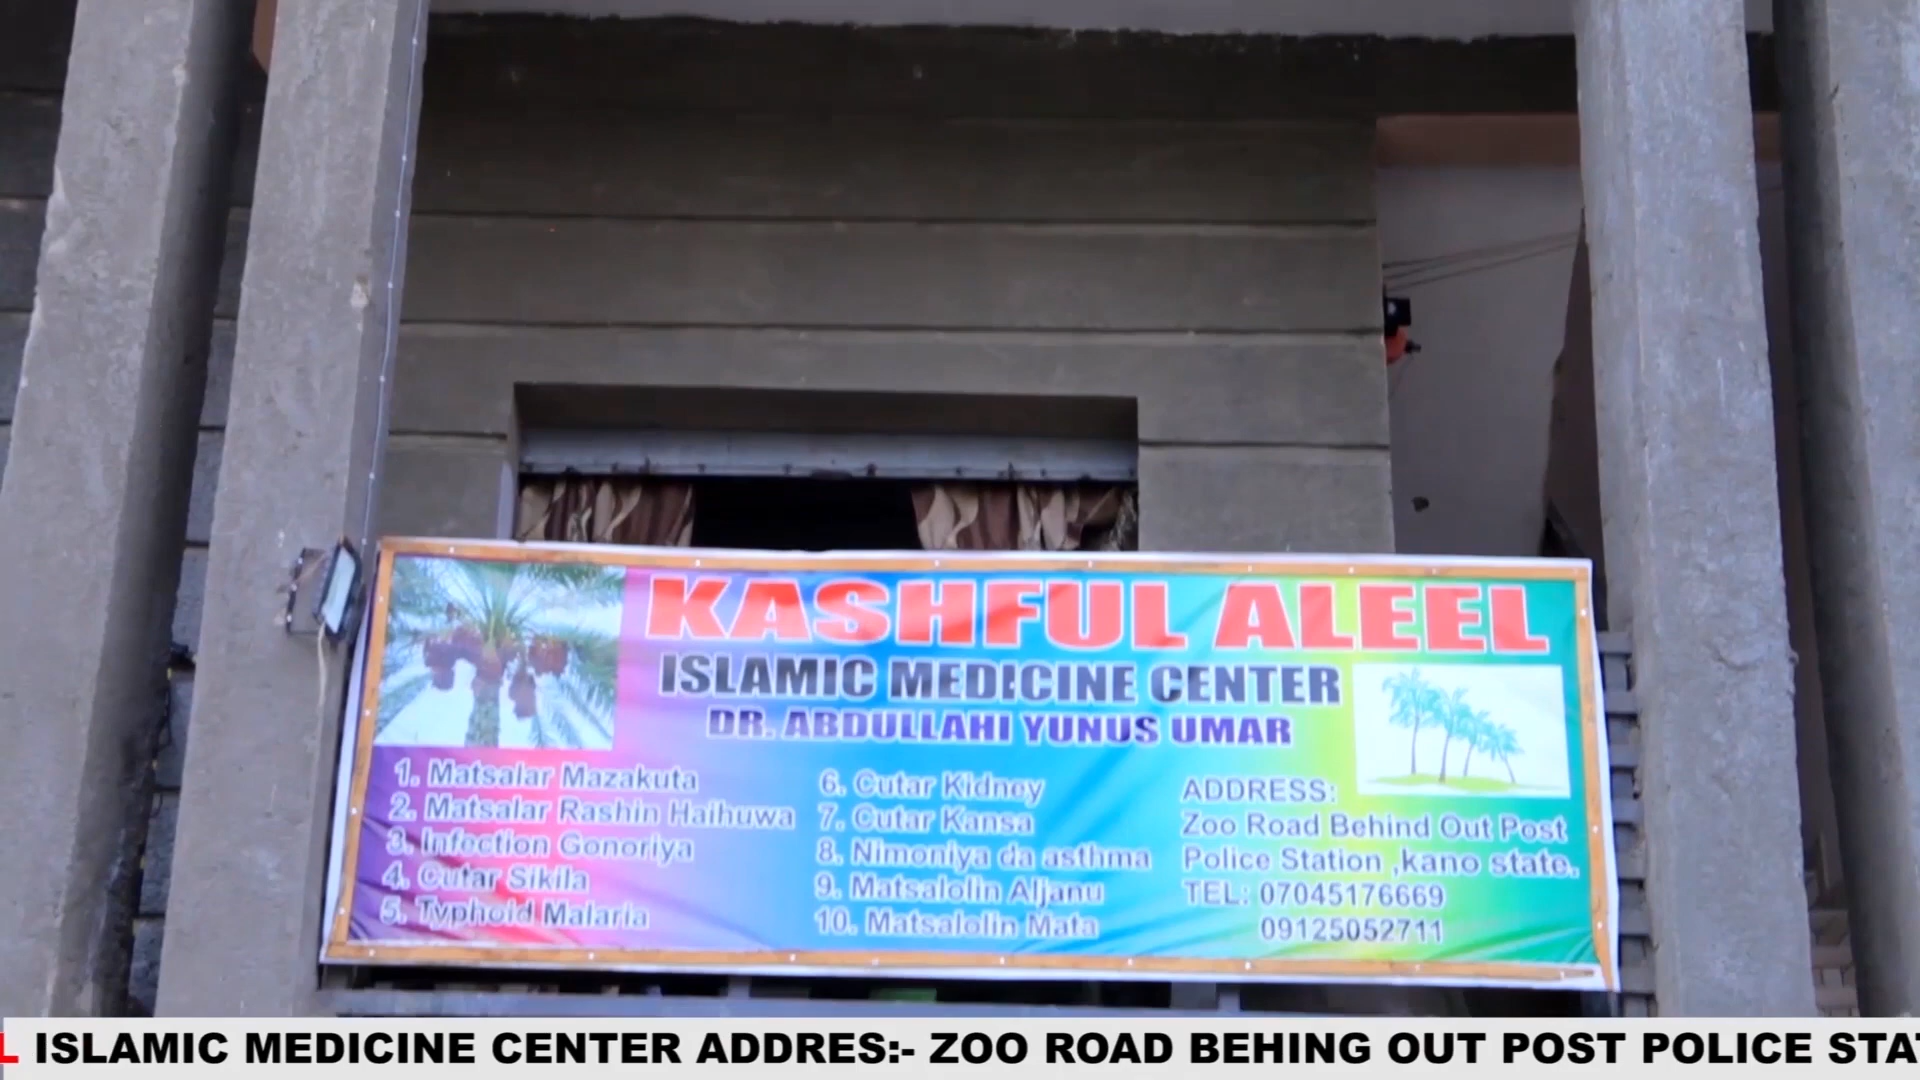 KASHFUL ALEEL
ISLAMIC MEDICINE CENTER
DR. ABDULLAHI YUNUS UMAR
1. Matsalar Mazakuta
2. Matsalar Rashin Haihuwa
3. Infection Gonoriya
4. Cutar Sikila
5. Typhoid Malaria
6. Cutar Kidney
7. Cutar Kansa
8. Nimoniya da asthma
9. Matsalolin Aljanu
10. Matsalolin Mata
ADDRESS:
Zoo Road Behind Out Post
Police Station ,kano state.
TEL: 07045176669
09125052711
L ISLAMIC MEDICINE CENTER ADDRES:- ZOO ROAD BEHING OUT POST POLICE STA